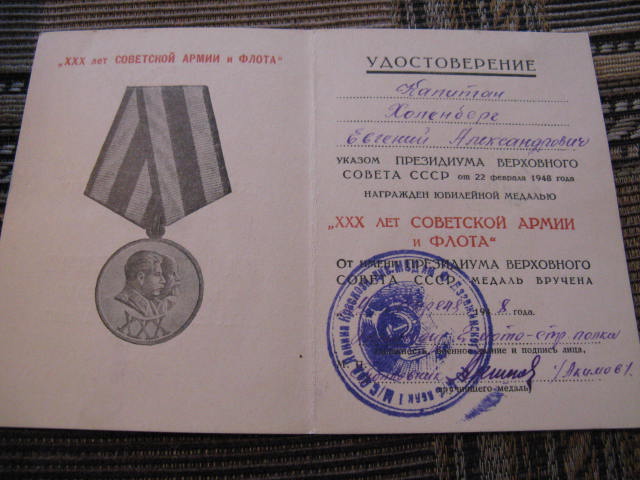 „XXX лет СОВЕТСКОЙ АРМИИ и ФЛОТА“
XXX
УДОСТОВЕРЕНИЕ
Капитан
Евгений Александрович
УКАЗОМ ПРЕЗИДИУМА ВЕРХОВНОГО
СОВЕТА СССР от 22 февраля 1948 года
НАГРАЖДЕН ЮБИЛЕЙНОЙ МЕДАЛЬЮ
„XXX ЛЕТ СОВЕТСКОЙ АРМИИ
и ФЛОТА“
От имени ПРЕЗИДИУМА ВЕРХОВНОГО
СОВЕТА СССР МЕДАЛЬ ВРУЧЕНА
года.
полка
должность, военное звание и подпись лица,
/Акимов/
вручившего медаль